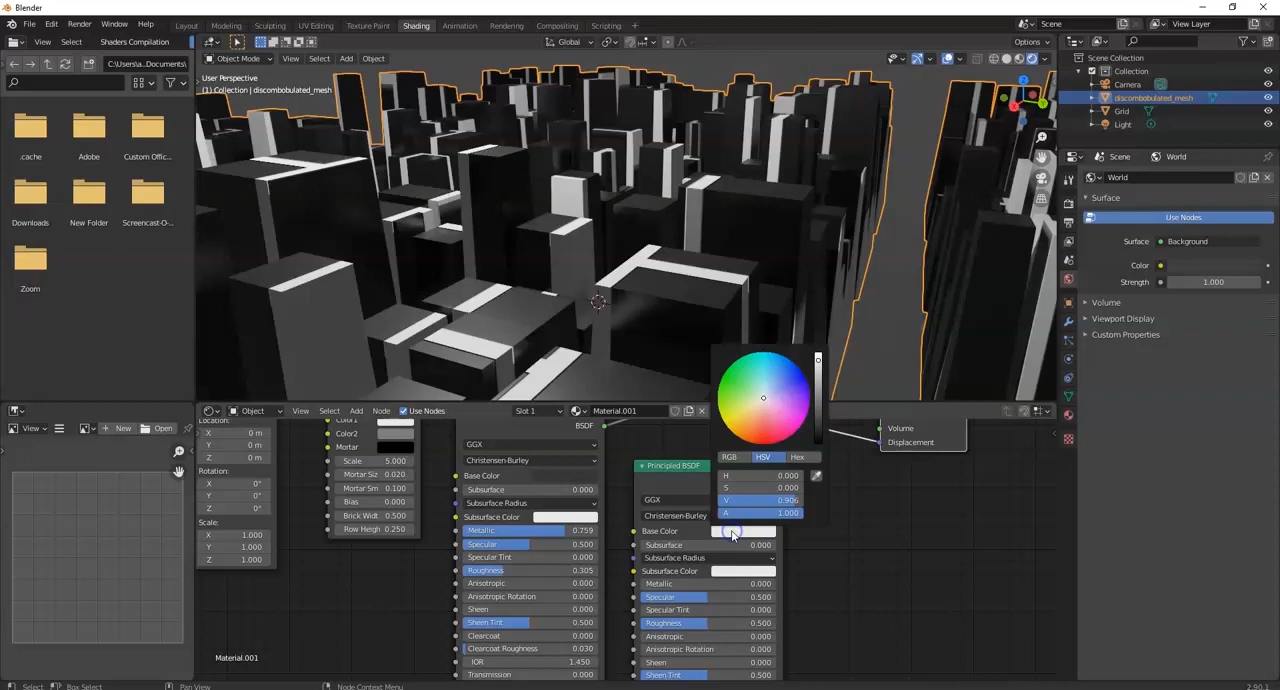 Blender
File Edit Render Window Help Layout Modeling Sculpting UV Editing Texture Paint Shading Animation Rendering Compositing Scripting + Scene View Layer
View Select Shaders Compilation Global Options
C:\Users\a...Documents\ Object Mode View Select Add Object
User Perspective
(1) Collection | discombobulated_mesh
.cache Adobe Custom Offic...
Downloads New Folder Screencast-O-...
Zoom
Scene Collection
Collection
Camera
discombobulated_mesh
Grid
Light
Scene World
World
Surface
Use Nodes
Surface Background
Color
Strength 1.000
Volume
Viewport Display
Custom Properties
Object View Select Add Node Use Nodes Slot 1 Material.001
View New Open
Location:
X 0 m
Y 0 m
Z 0 m
Rotation:
X 0°
Y 0°
Z 0°
Scale:
X 1.000
Y 1.000
Z 1.000
Color1
Color2
Mortar
Scale 5.000
Mortar Siz 0.020
Mortar Sm 0.100
Bias 0.000
Brick Widt 0.500
Row Heigh 0.250
BSDF
GGX
Christensen-Burley
Base Color
Subsurface 0.000
Subsurface Radius
Subsurface Color
Metallic 0.759
Specular 0.500
Specular Tint 0.000
Roughness 0.305
Anisotropic 0.000
Anisotropic Rotation 0.000
Sheen 0.000
Sheen Tint 0.500
Clearcoat 0.000
Clearcoat Roughness 0.030
IOR 1.450
Transmission 0.000
Principled BSDF
GGX
Christensen-Burley
Base Color
Subsurface 0.000
Subsurface Radius
Subsurface Color
Metallic 0.000
Specular 0.500
Specular Tint 0.000
Roughness 0.500
Anisotropic 0.000
Anisotropic Rotation 0.000
Sheen 0.000
Sheen Tint 0.500
RGB HSV Hex
H 0.000
S 0.000
V 0.906
A 1.000
Volume
Displacement
Material.001
Select Box Select Pan View Node Context Menu 2.90.1